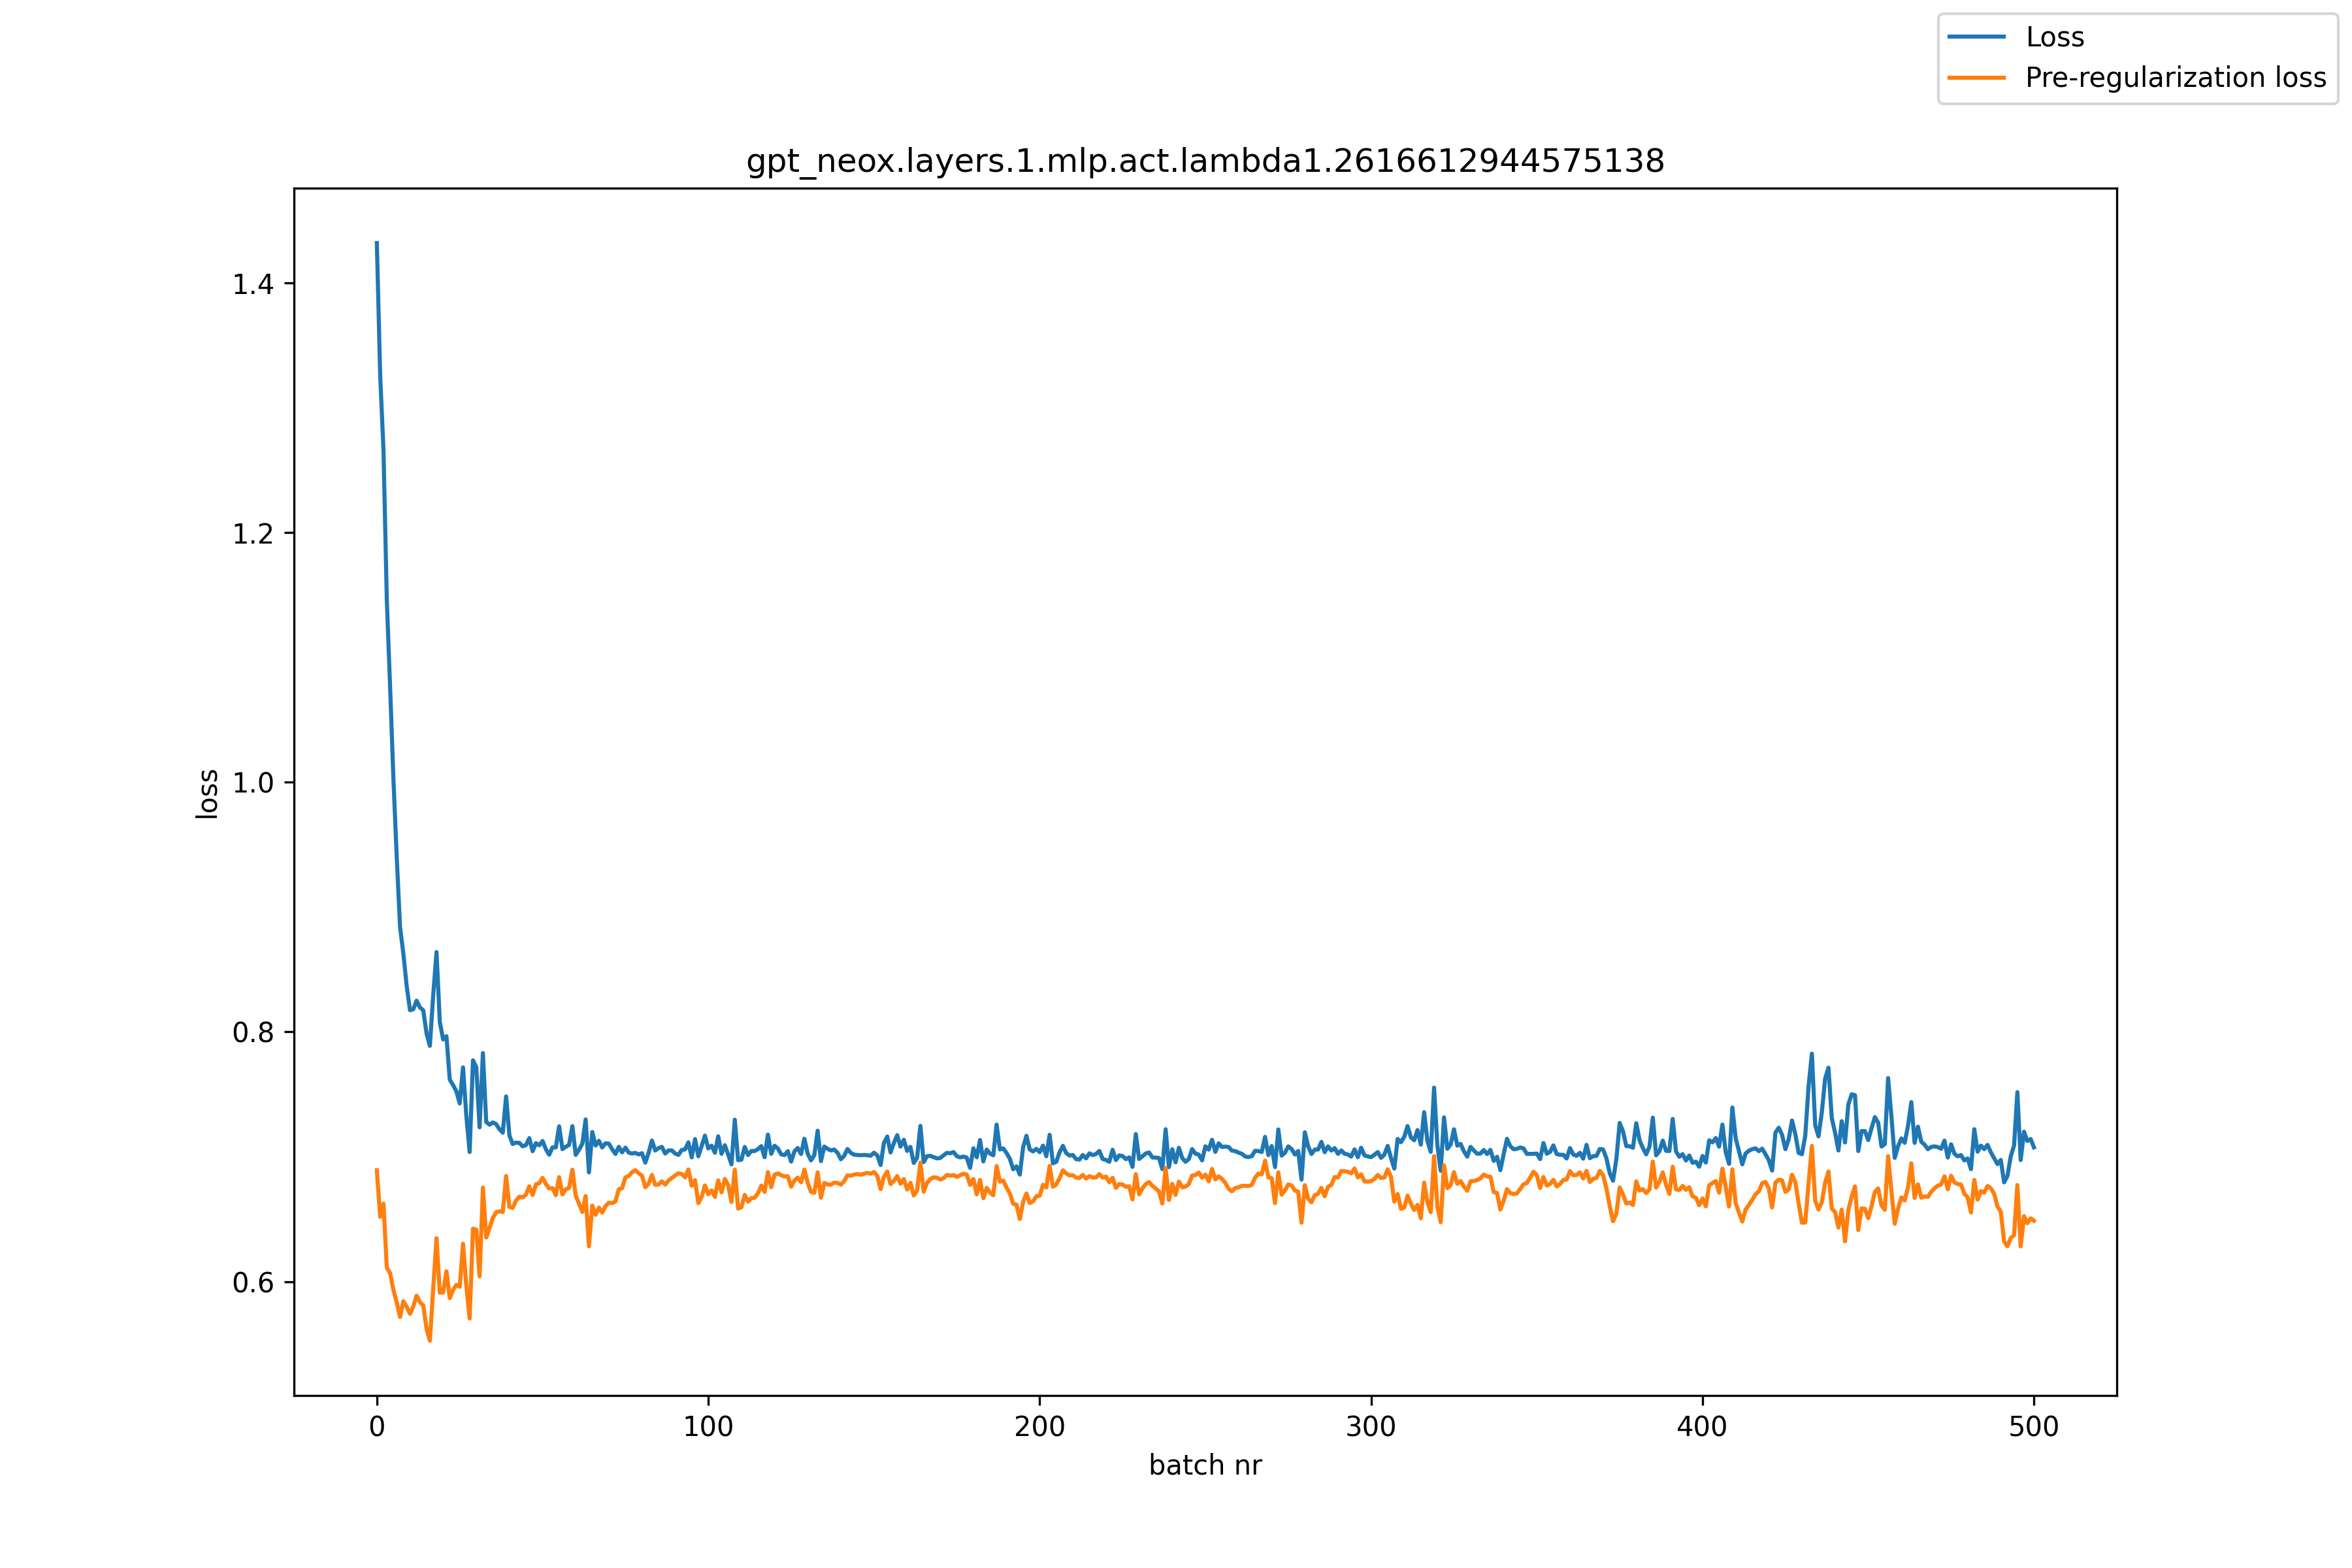 Loss
Pre-regularization loss
gpt_neox.layers.1.mlp.act.lambda1.2616612944575138
loss
1.4
1.2
1.0
0.8
0.6
0 100 200 300 400 500
batch nr